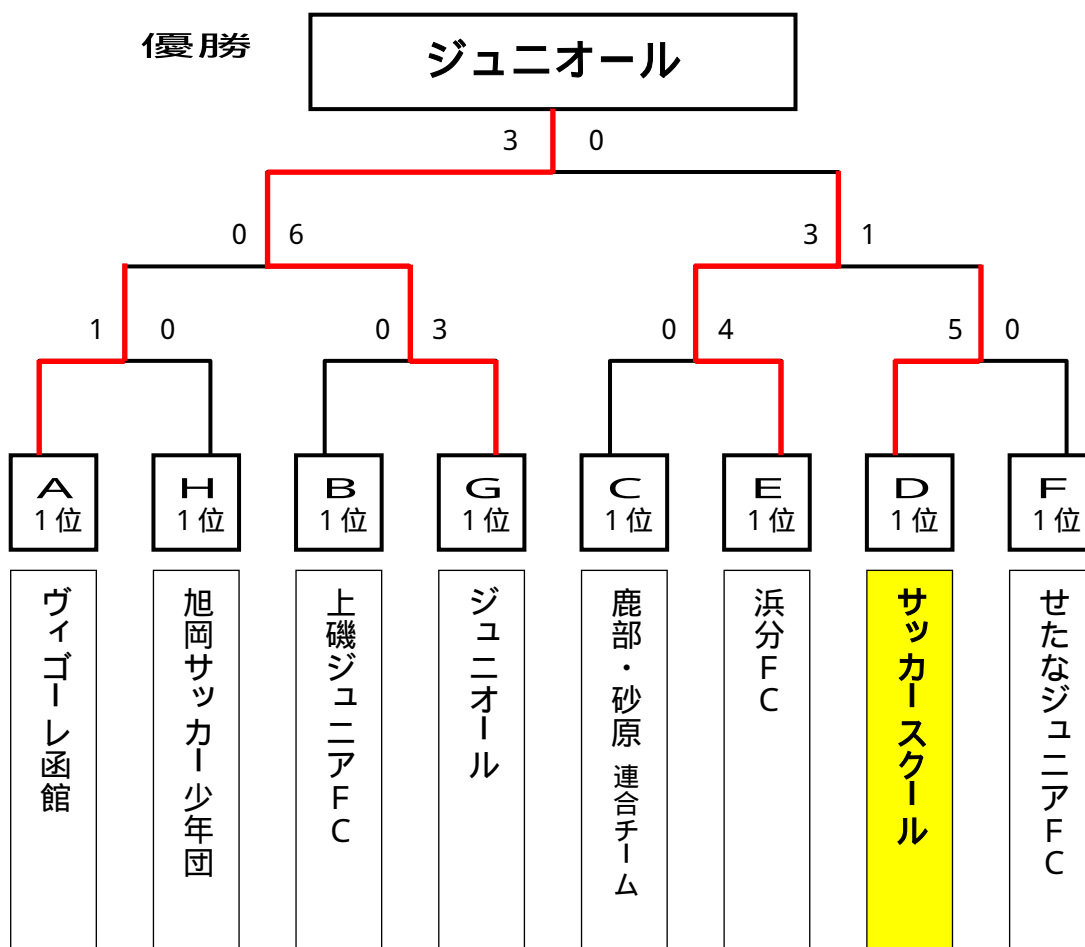 優勝
ジュニオール
3 0
0 6 3 1
1 0 0 3 0 4 5 0
A H B G C E D F
1位 1位 1位 1位 1位 1位 1位 1位
ヴィゴーレ函館
旭岡サッカー少年団
上磯ジュニアFC
ジュニオール
鹿部・砂原 連合チーム
浜分FC
サッカースクール
せたなジュニアFC